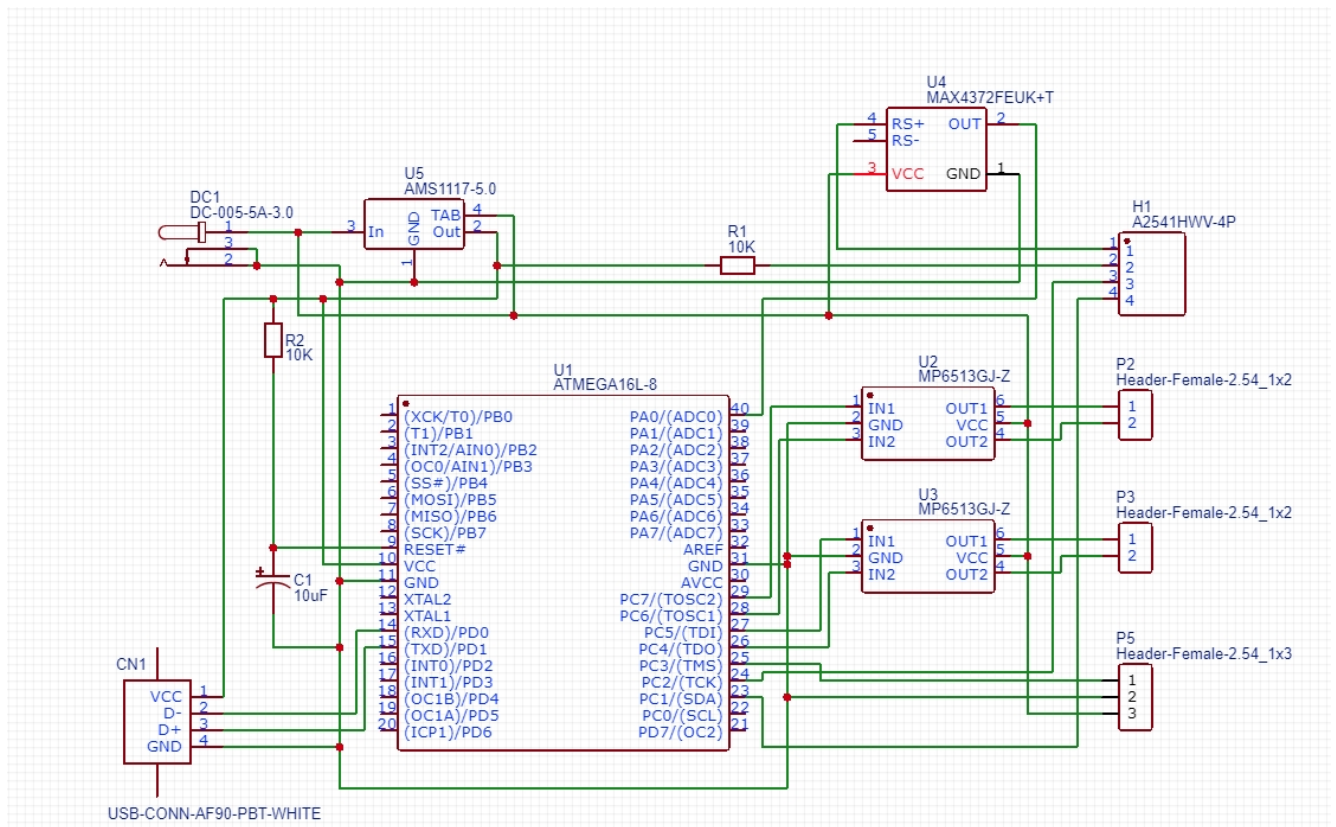 U4
MAX4372FEUK+T
4 RS+ OUT 2
5 RS-
3 VCC GND 1
U5
AMS1117-5.0
DC1
DC-005-5A-3.0
1
3
2
3 In GND TAB 4
Out 2
1
H1
A2541HWV-4P
1 1
2 2
3 3
4 4
R1
10K
R2
10K
U1
ATMEGA16L-8
1 (XCK/T0)/PB0 PA0/(ADC0) 40
2 (T1)/PB1 PA1/(ADC1) 39
3 (INT2/AIN0)/PB2 PA2/(ADC2) 38
4 (OC0/AIN1)/PB3 PA3/(ADC3) 37
5 (SS#)/PB4 PA4/(ADC4) 36
6 (MOSI)/PB5 PA5/(ADC5) 35
7 (MISO)/PB6 PA6/(ADC6) 34
8 (SCK)/PB7 PA7/(ADC7) 33
9 RESET# AREF 32
10 VCC GND 31
11 GND AVCC 30
12 XTAL2 PC7/(TOSC2) 29
13 XTAL1 PC6/(TOSC1) 28
14 (RXD)/PD0 PC5/(TDI) 27
15 (TXD)/PD1 PC4/(TDO) 26
16 (INT0)/PD2 PC3/(TMS) 25
17 (INT1)/PD3 PC2/(TCK) 24
18 (OC1B)/PD4 PC1/(SDA) 23
19 (OC1A)/PD5 PC0/(SCL) 22
20 (ICP1)/PD6 PD7/(OC2) 21
U2
MP6513GJ-Z
1 IN1 OUT1 6
2 GND VCC 5
3 IN2 OUT2 4
P2
Header-Female-2.54_1x2
1
2
U3
MP6513GJ-Z
1 IN1 OUT1 6
2 GND VCC 5
3 IN2 OUT2 4
P3
Header-Female-2.54_1x2
1
2
P5
Header-Female-2.54_1x3
1
2
3
+
C1
10uF
CN1
VCC 1
D- 2
D+ 3
GND 4
USB-CONN-AF90-PBT-WHITE